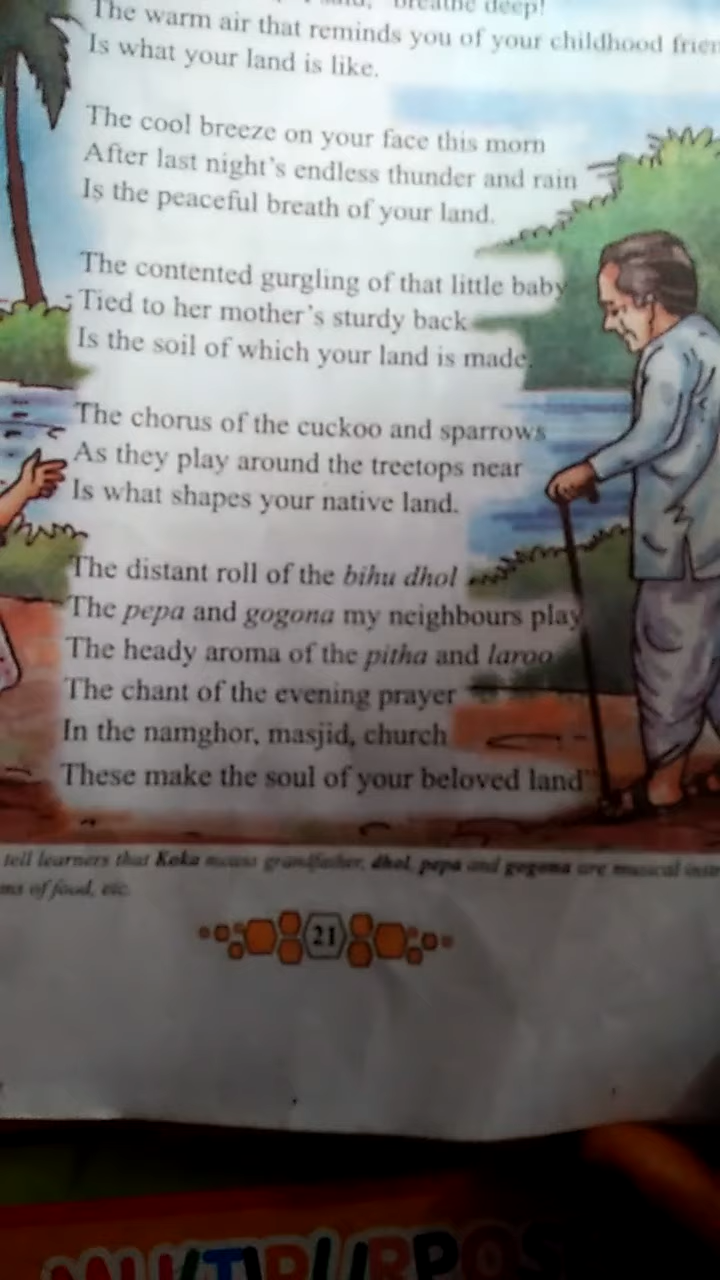 breathe deep!
The warm air that reminds you of your childhood frien
Is what your land is like.
The cool breeze on your face this morn
After last night's endless thunder and rain
Is the peaceful breath of your land.
The contented gurgling of that little baby
Tied to her mother's sturdy back
Is the soil of which your land is made.
The chorus of the cuckoo and sparrows
As they play around the treetops near
Is what shapes your native land.
The distant roll of the bihu dhol
The pepa and gogona my neighbours play
The heady aroma of the pitha and laroo
The chant of the evening prayer
In the namghor, masjid, church
These make the soul of your beloved land"
tell learners that Koka means grandfather, dhol, pepa and gogona are musical
of food, etc.
21
MULTIPURPOS